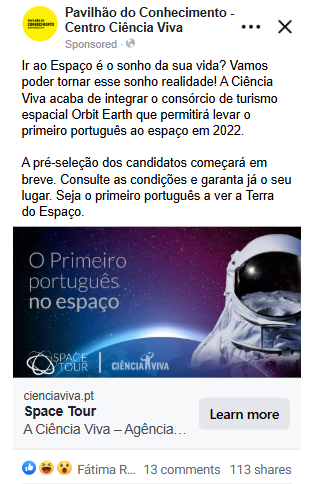 PAVILHÃO DO
CONHECIMENTO
Pavilhão do Conhecimento -
Centro Ciência Viva
Sponsored ·
Ir ao Espaço é o sonho da sua vida? Vamos
poder tornar esse sonho realidade! A Ciência
Viva acaba de integrar o consórcio de turismo
espacial Orbit Earth que permitirá levar o
primeiro português ao espaço em 2022.
A pré-seleção dos candidatos começará em
breve. Consulte as condições e garanta já o seu
lugar. Seja o primeiro português a ver a Terra
do Espaço.
O Primeiro
português
no espaço
SPACE
TOUR
CIÊNCIA VIVA
cienciaviva.pt
Space Tour
A Ciência Viva – Agência...
Learn more
Fátima R... 13 comments 113 shares